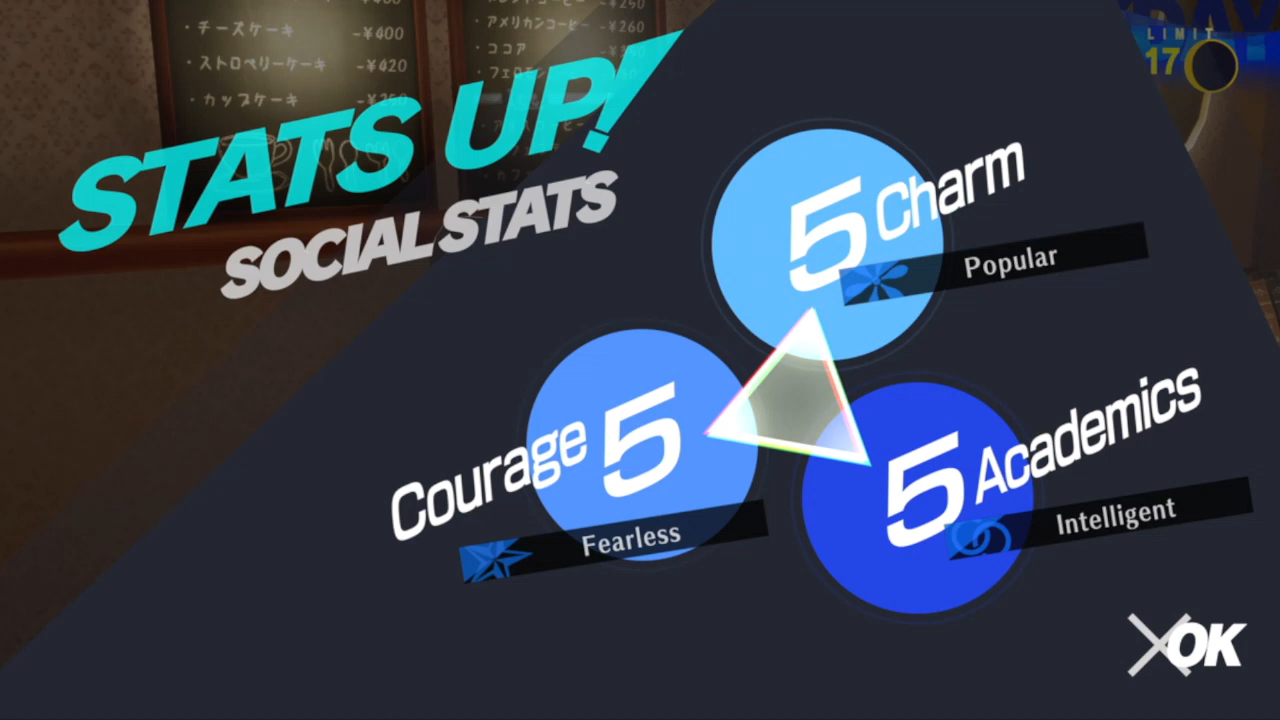 ・チーズケーキ -¥400
・ストロベリーケーキ -¥420
・カップケーキ
・アメリカンコーヒー -¥260
・ココア
STATS UP!
SOCIAL STATS
LIMIT
17
5 Charm
Popular
Courage 5
Fearless
5 Academics
Intelligent
OK